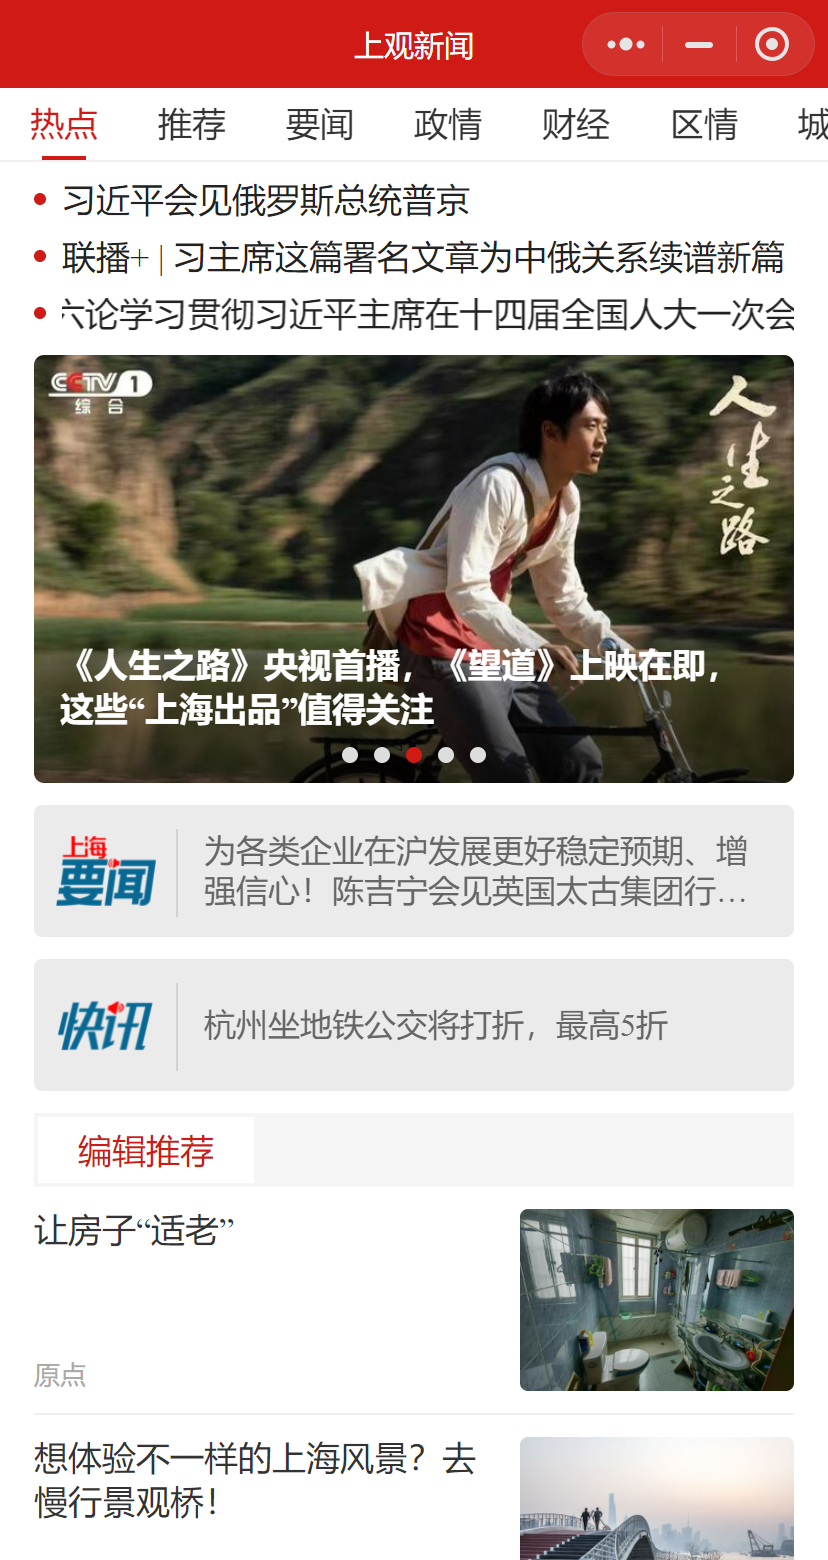 上观新闻
热点 推荐 要闻 政情 财经 区情 城
习近平会见俄罗斯总统普京
联播+ | 习主席这篇署名文章为中俄关系续谱新篇
六论学习贯彻习近平主席在十四届全国人大一次会
CCTV 1
综合
人生之路
《人生之路》央视首播，《望道》上映在即，
这些“上海出品”值得关注
上海
要闻
为各类企业在沪发展更好稳定预期、增
强信心！陈吉宁会见英国太古集团行…
快讯
杭州坐地铁公交将打折，最高5折
编辑推荐
让房子“适老”
原点
想体验不一样的上海风景？去
慢行景观桥！